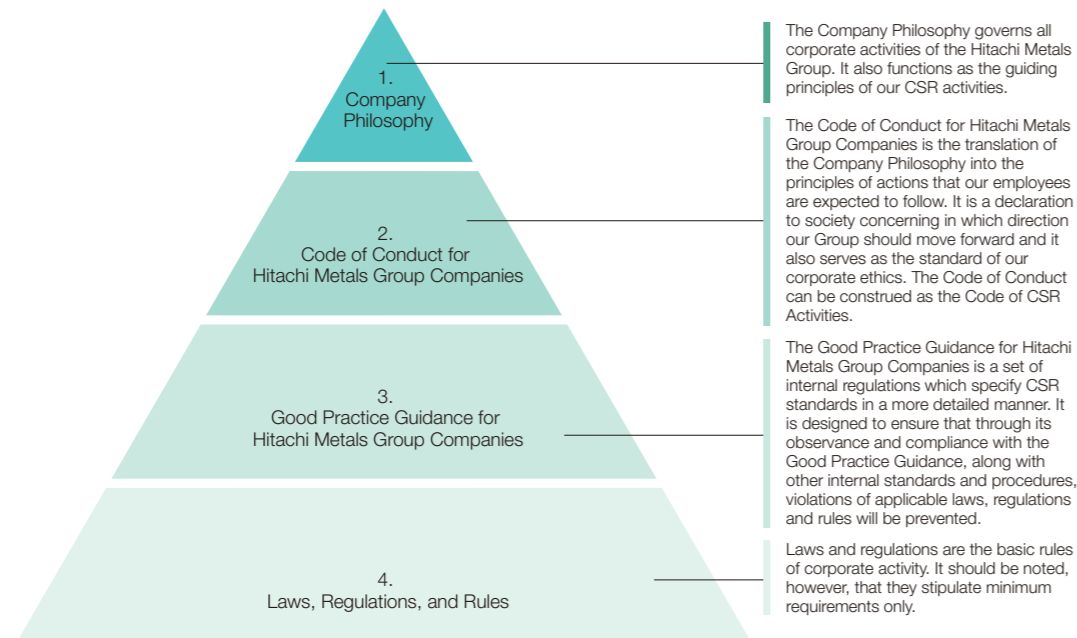 1.
Company
Philosophy
The Company Philosophy governs all
corporate activities of the Hitachi Metals
Group. It also functions as the guiding
principles of our CSR activities.
2.
Code of Conduct for
Hitachi Metals Group Companies
The Code of Conduct for Hitachi Metals
Group Companies is the translation of
the Company Philosophy into the
principles of actions that our employees
are expected to follow. It is a declaration
to society concerning in which direction
our Group should move forward and it
also serves as the standard of our
corporate ethics. The Code of Conduct
can be construed as the Code of CSR
Activities.
3.
Good Practice Guidance for
Hitachi Metals Group Companies
The Good Practice Guidance for Hitachi
Metals Group Companies is a set of
internal regulations which specify CSR
standards in a more detailed manner. It
is designed to ensure that through its
observance and compliance with the
Good Practice Guidance, along with
other internal standards and procedures,
violations of applicable laws, regulations
and rules will be prevented.
4.
Laws, Regulations, and Rules
Laws and regulations are the basic rules
of corporate activity. It should be noted,
however, that they stipulate minimum
requirements only.